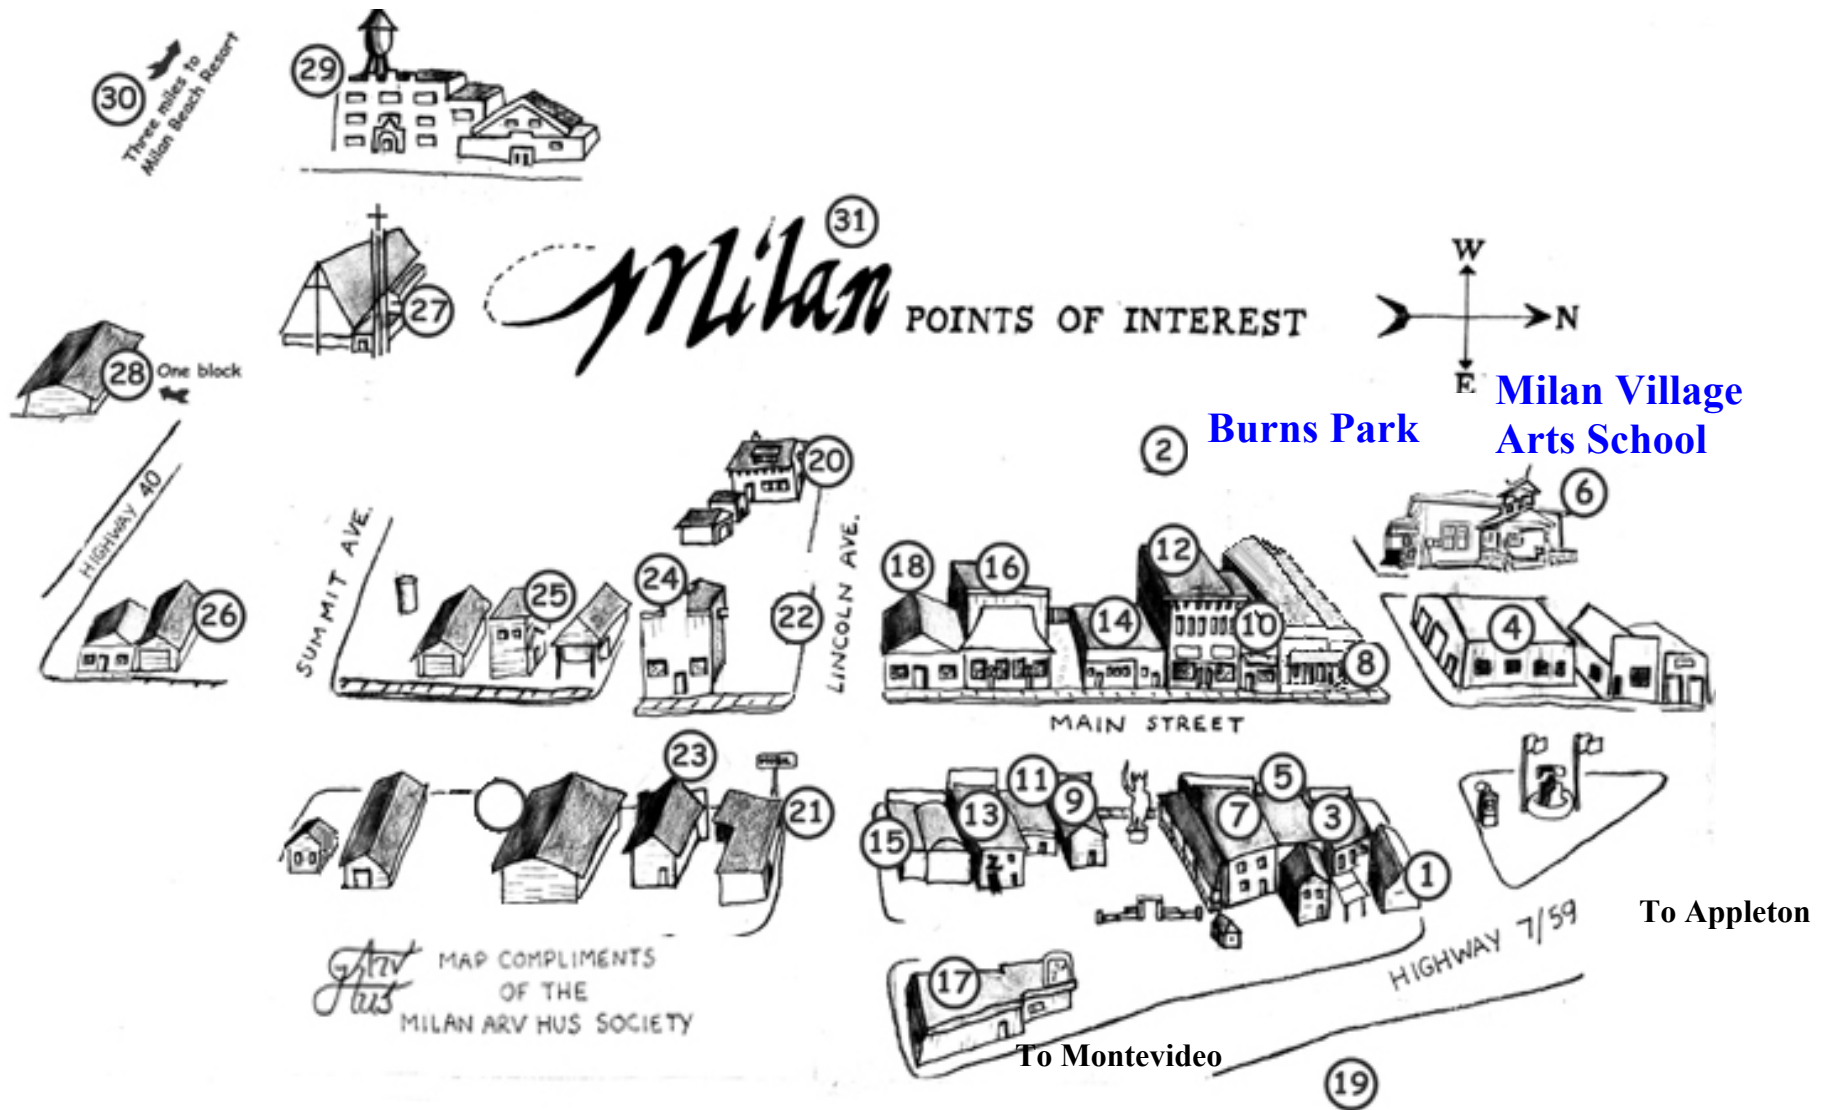 29
30
Three miles to
Milan Beach Resort
31
Milan POINTS OF INTEREST
W
N
E
27
28
One block
Milan Village
Arts School
Burns Park
2
6
20
HIGHWAY 40
SUMMIT AVE.
LINCOLN AVE.
26
25
24
22
18
16
14
12
10
8
4
MAIN STREET
23
21
15
13
11
9
7
5
3
1
HIGHWAY 7/59
To Appleton
Arv
Hus
MAP COMPLIMENTS
OF THE
MILAN ARV HUS SOCIETY
17
To Montevideo
19